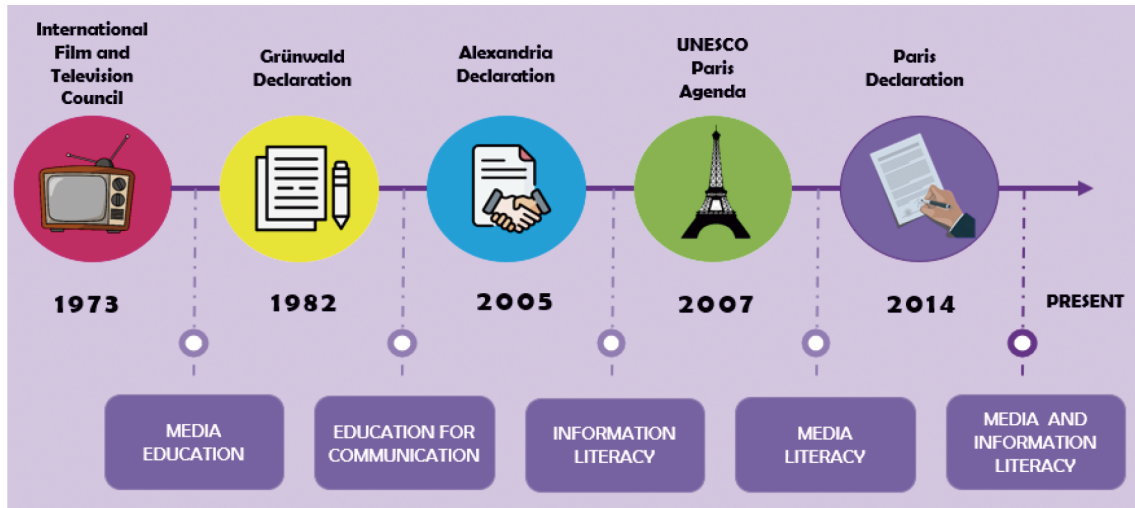 International
Film and
Television
Council
Grünwald
Declaration
Alexandria
Declaration
UNESCO
Paris
Agenda
Paris
Declaration
1973
1982
2005
2007
2014
PRESENT
MEDIA
EDUCATION
EDUCATION FOR
COMMUNICATION
INFORMATION
LITERACY
MEDIA
LITERACY
MEDIA AND
INFORMATION
LITERACY